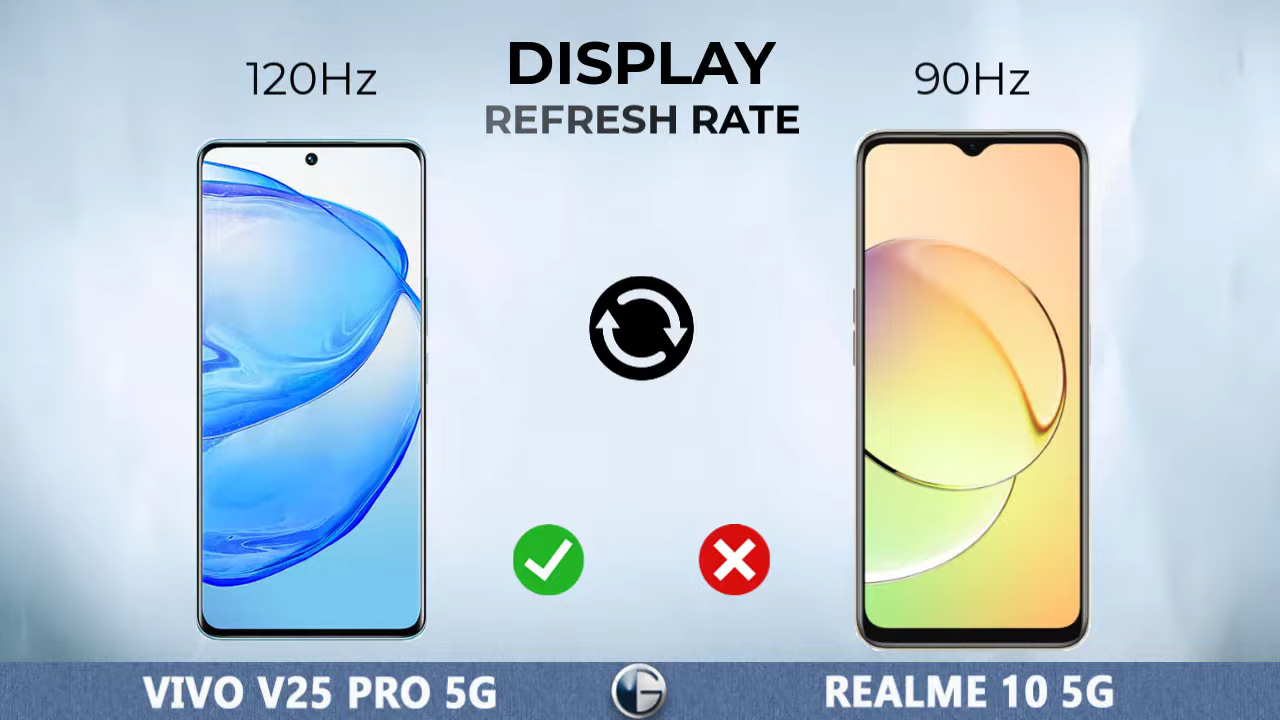 DISPLAY
120Hz
90Hz
REFRESH RATE
VIVO V25 PRO 5G
G
REALME 10 5G